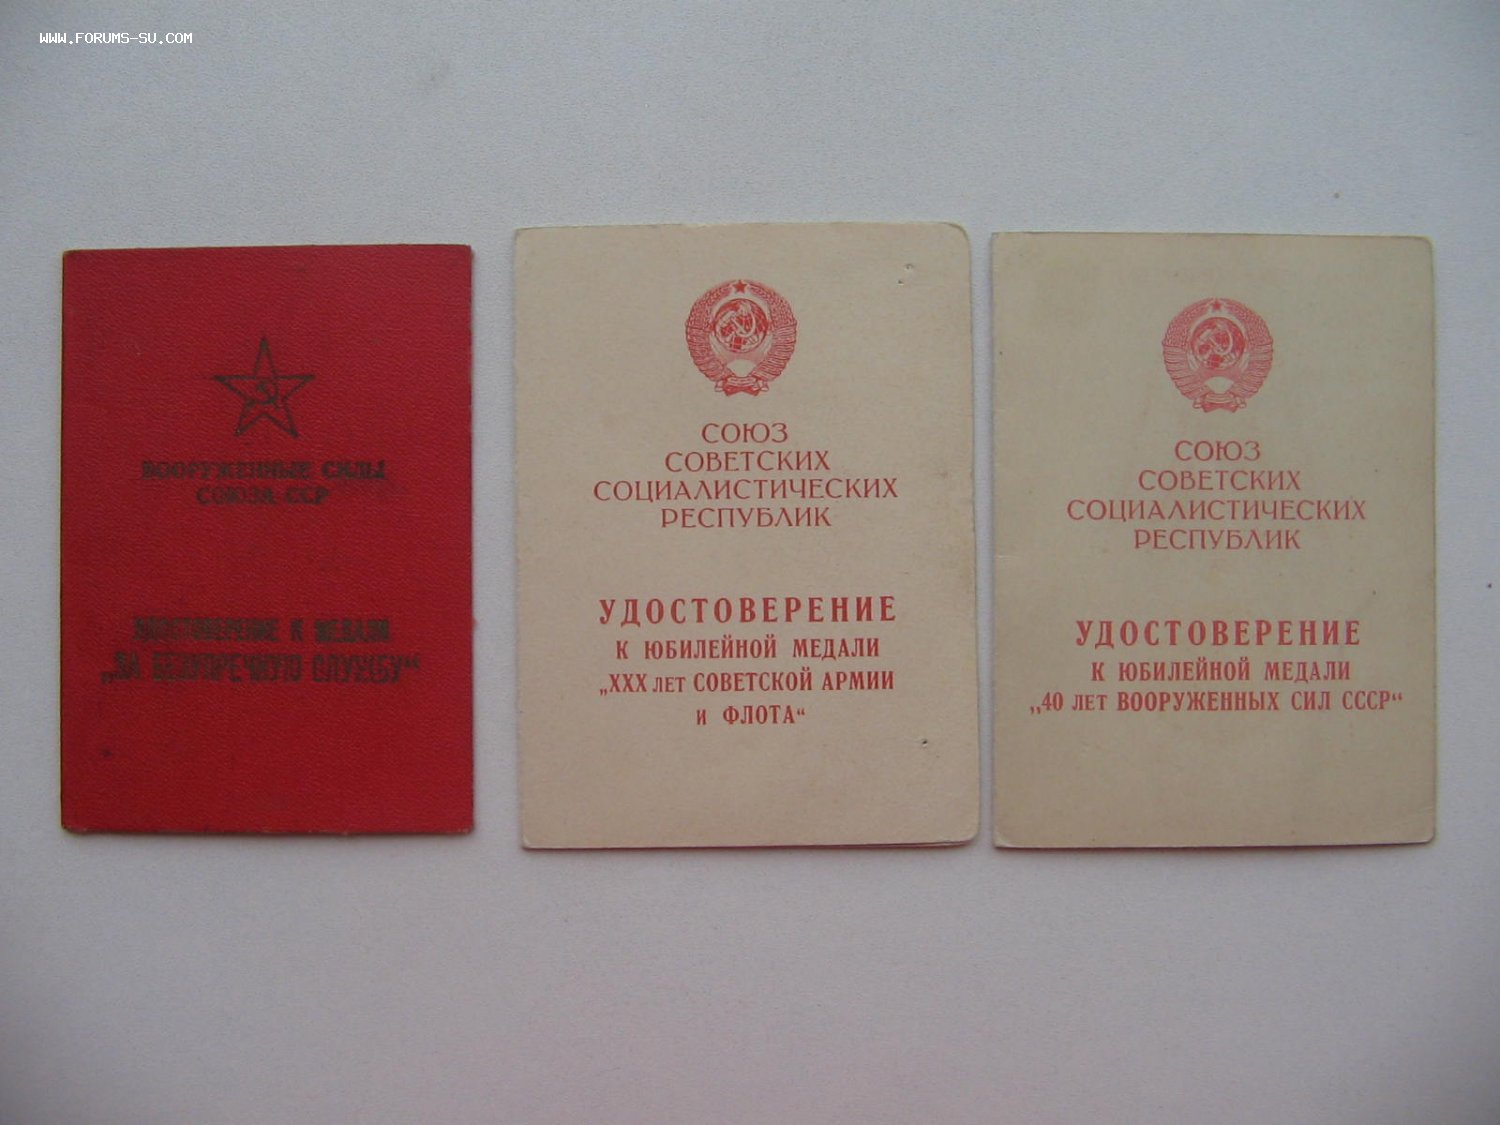 WWW.FORUMS-SU.COM
ВООРУЖЕННЫЕ СИЛЫ
СОЮЗА ССР
УДОСТОВЕРЕНИЕ К МЕДАЛИ
„ЗА БЕЗУПРЕЧНУЮ СЛУЖБУ“
СОЮЗ
СОВЕТСКИХ
СОЦИАЛИСТИЧЕСКИХ
РЕСПУБЛИК
УДОСТОВЕРЕНИЕ
К ЮБИЛЕЙНОЙ МЕДАЛИ
„XXX ЛЕТ СОВЕТСКОЙ АРМИИ
И ФЛОТА“
СОЮЗ
СОВЕТСКИХ
СОЦИАЛИСТИЧЕСКИХ
РЕСПУБЛИК
УДОСТОВЕРЕНИЕ
К ЮБИЛЕЙНОЙ МЕДАЛИ
„40 ЛЕТ ВООРУЖЕННЫХ СИЛ СССР“